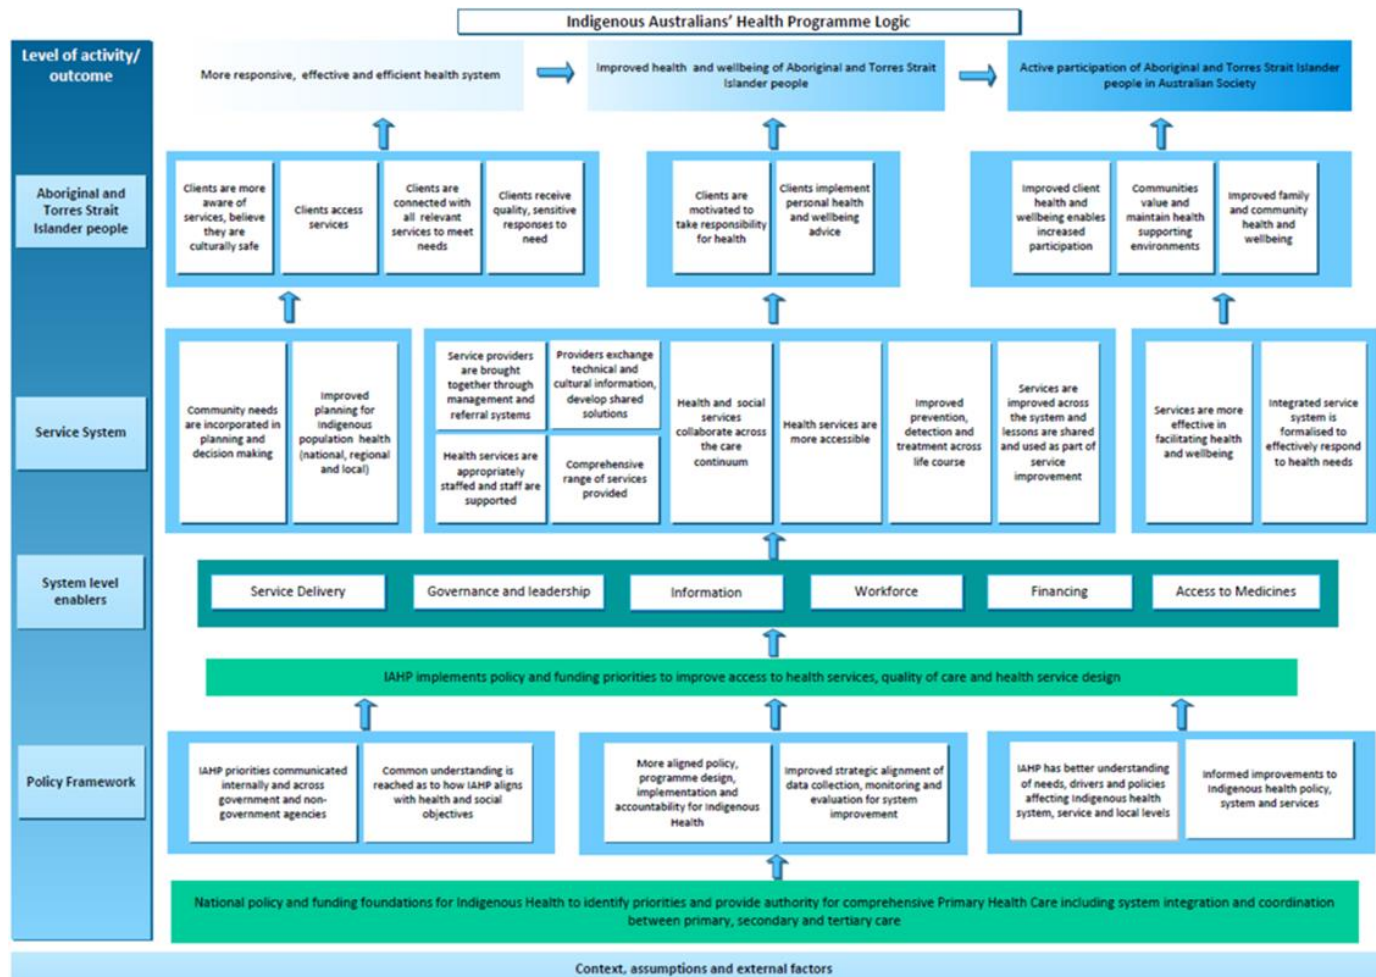 Indigenous Australians' Health Programme Logic
Level of activity/
outcome
More responsive, effective and efficient health system
Improved health and wellbeing of Aboriginal and Torres Strait
Islander people
Active participation of Aboriginal and Torres Strait Islander
people in Australian Society
Aboriginal and
Torres Strait
Islander people
Clients are more
aware of
services, believe
they are
culturally safe
Clients access
services
Clients are
connected with
all relevant
services to meet
needs
Clients receive
quality, sensitive
responses to
need
Clients are
motivated to
take responsibility
for health
Clients implement
personal health
and wellbeing
advice
Improved client
health and
wellbeing enables
increased
participation
Communities
value and
maintain health
supporting
environments
Improved family
and community
health and
wellbeing
Service System
Community needs
are incorporated in
planning and
decision making
Improved
planning for
Indigenous
population health
(national, regional
and local)
Service providers
are brought
together through
management and
referral systems
Providers exchange
technical and
cultural information,
develop shared
solutions
Health services are
appropriately
staffed and staff are
supported
Comprehensive
range of services
provided
Health and social
services
collaborate across
the care
continuum
Health services are
more accessible
Improved
prevention,
detection and
treatment across
life course
Services are
improved across
the system and
lessons are shared
and used as part of
service
improvement
Services are more
effective in
facilitating health
and wellbeing
Integrated service
system is
formalised to
effectively respond
to health needs
System level
enablers
Service Delivery
Governance and leadership
Information
Workforce
Financing
Access to Medicines
IAHP implements policy and funding priorities to improve access to health services, quality of care and health service design
Policy Framework
IAHP priorities communicated
internally and across
government and non-
government agencies
Common understanding is
reached as to how IAHP aligns
with health and social
objectives
More aligned policy,
programme design,
implementation and
accountability for Indigenous
Health
Improved strategic alignment of
data collection, monitoring and
evaluation for system
improvement
IAHP has better understanding
of needs, drivers and policies
affecting Indigenous health
system, service and local levels
Informed improvements to
Indigenous health policy,
system and services
National policy and funding foundations for Indigenous Health to identify priorities and provide authority for comprehensive Primary Health Care including system integration and coordination
between primary, secondary and tertiary care
Context, assumptions and external factors